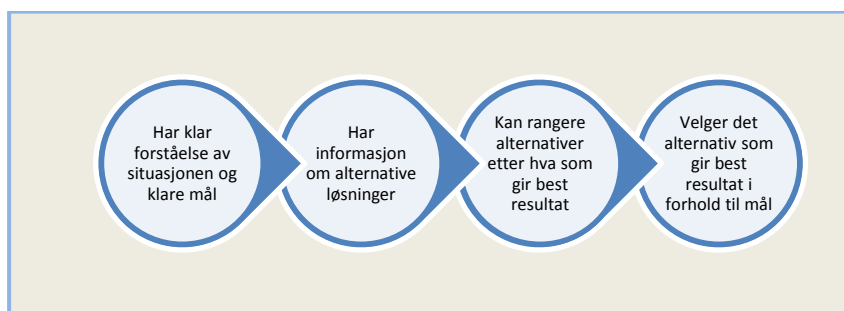 Har klar
forståelse av
situasjonen og
klare mål
Har
informasjon
om alternative
løsninger
Kan rangere
alternativer
etter hva som
gir best
resultat
Velger det
alternativ som
gir best
resultat i
forhold til mål